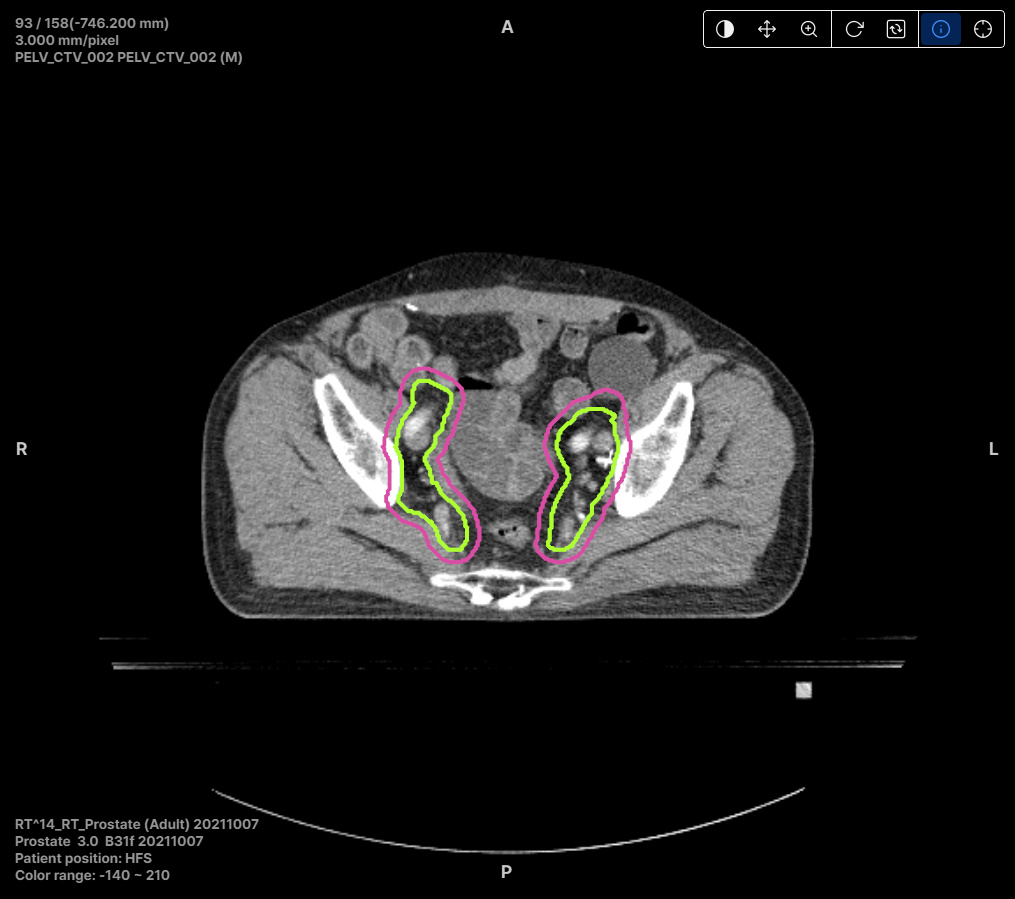 93 / 158(-746.200 mm)
3.000 mm/pixel
PELV_CTV_002 PELV_CTV_002 (M)
A
R
L
RT^14_RT_Prostate (Adult) 20211007
Prostate 3.0 B31f 20211007
Patient position: HFS
Color range: -140 ~ 210
P